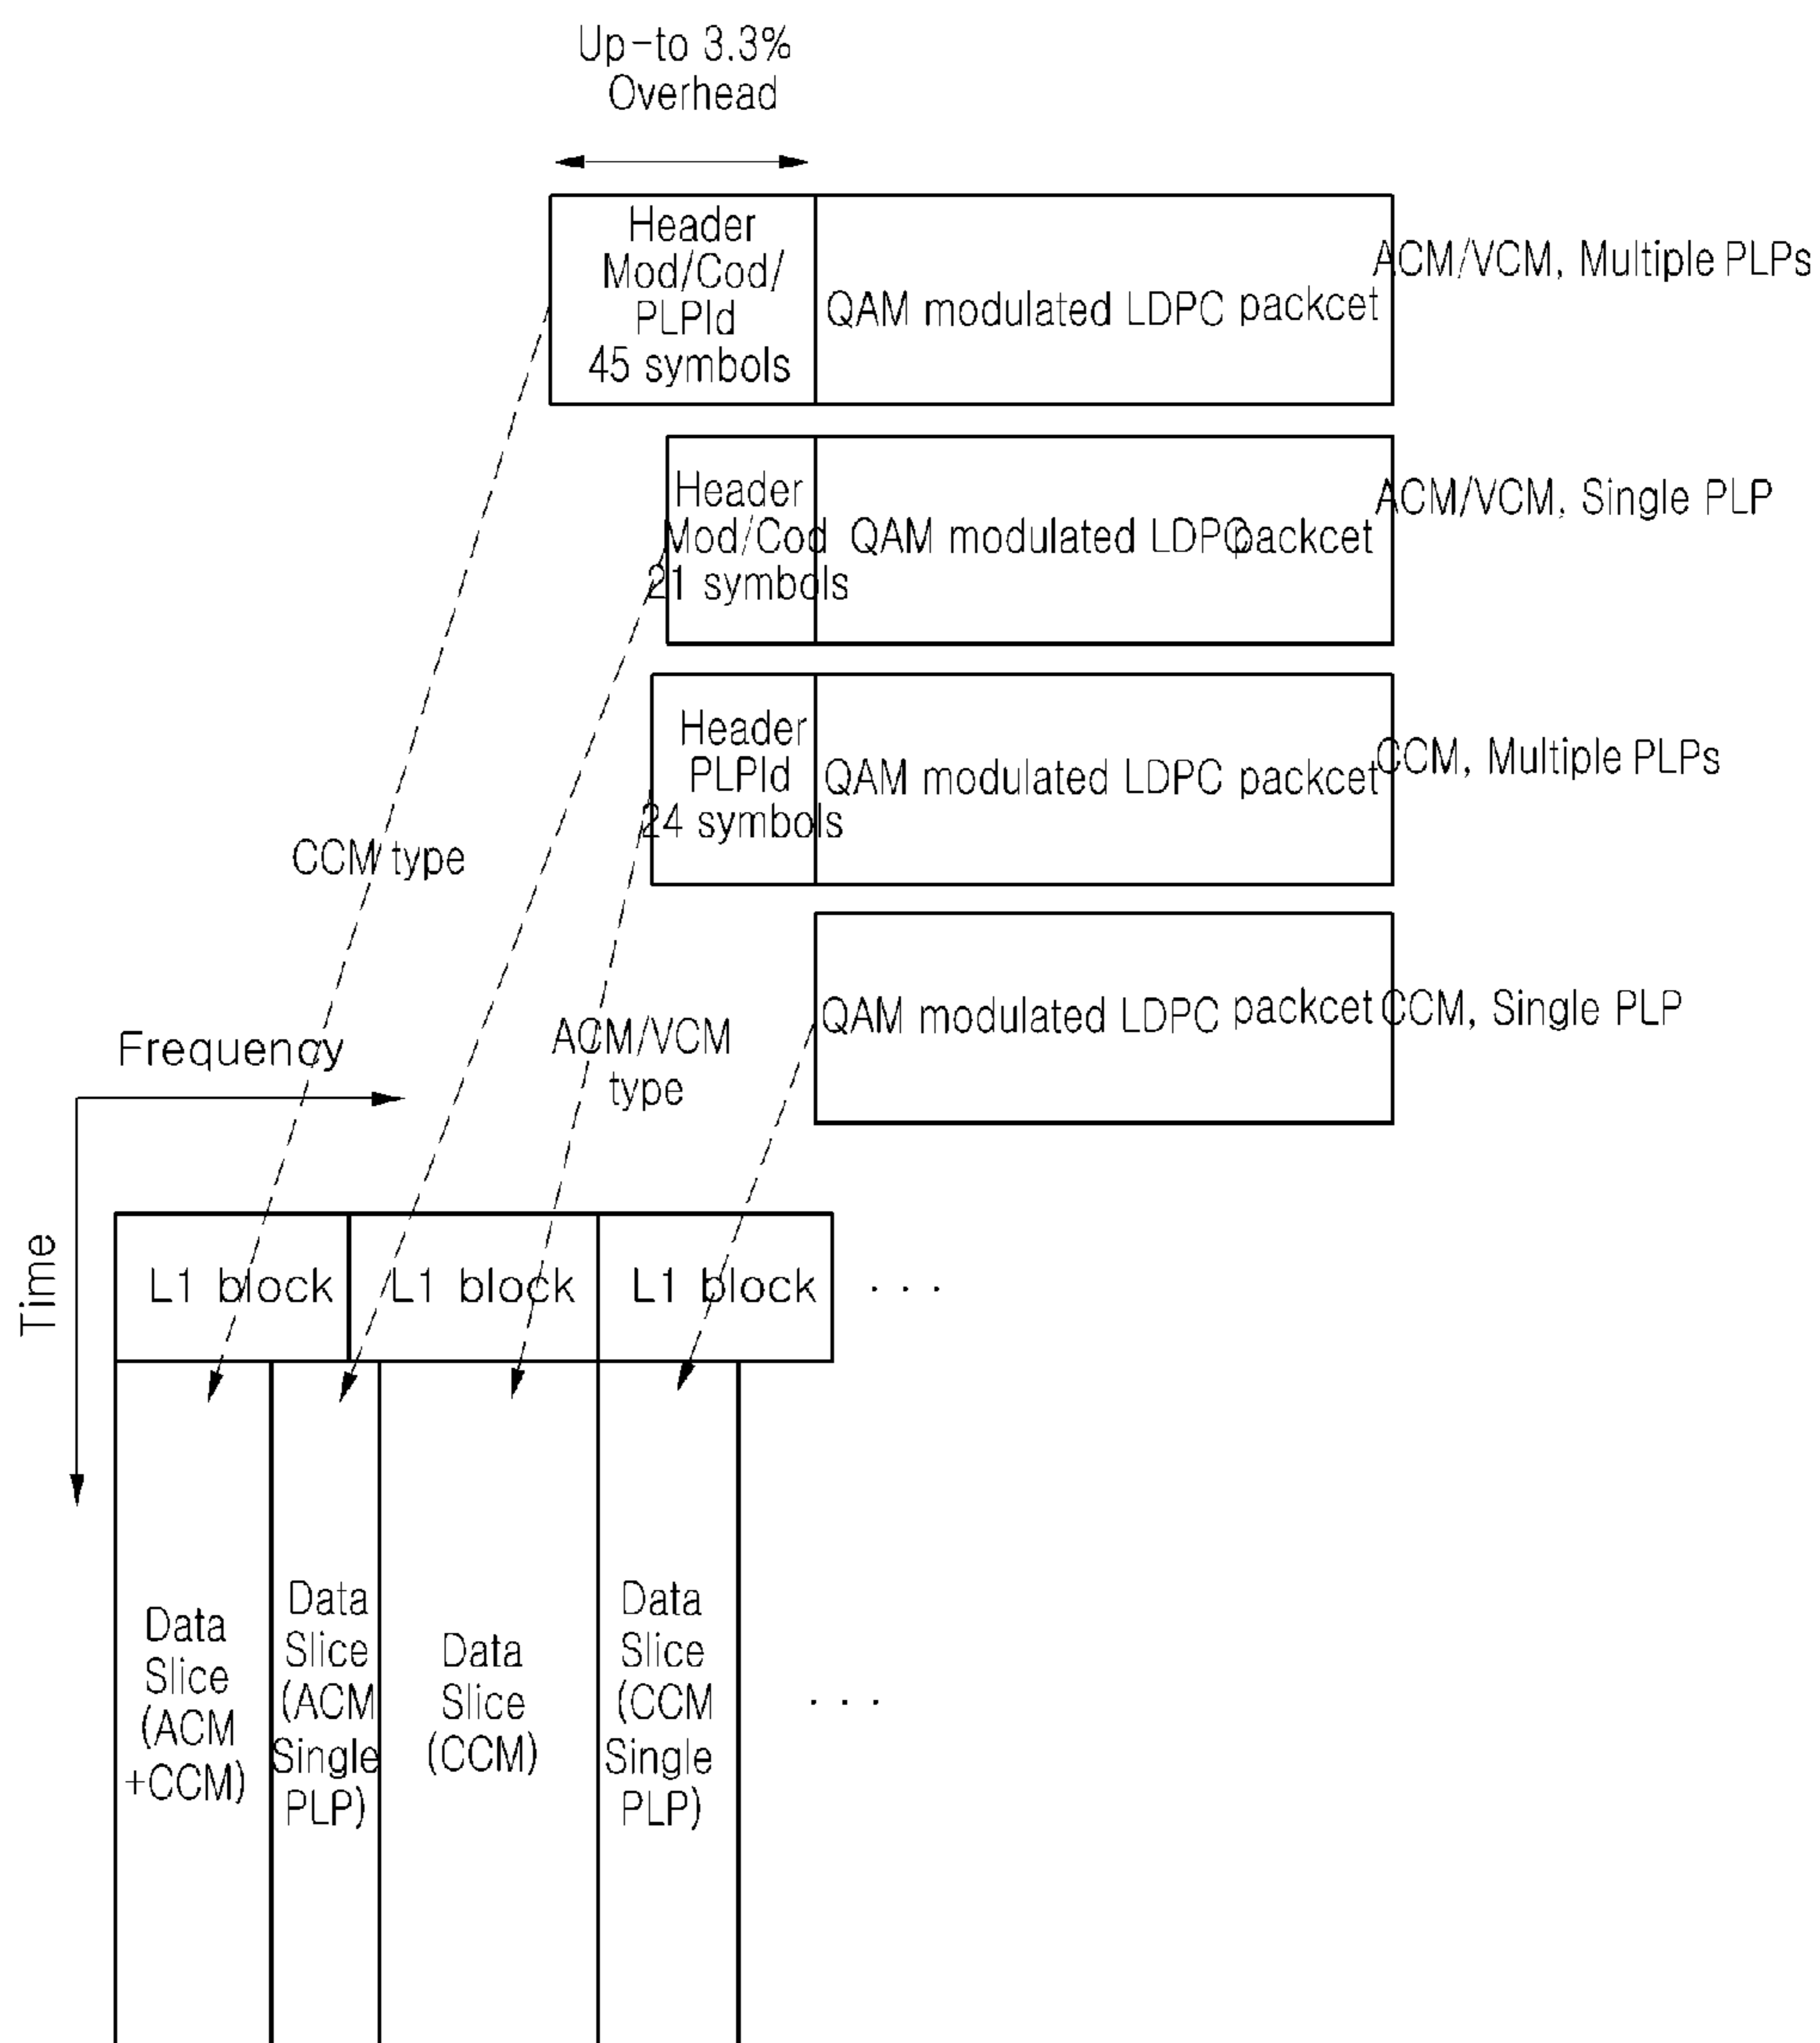 Up-to 3.3%
Overhead
Header
Mod/Cod/
PLPId
45 symbols
QAM modulated LDPC packcet
ACM/VCM, Multiple PLPs
Header
Mod/Cod
21 symbols
QAM modulated LDPC packcet
ACM/VCM, Single PLP
Header
PLPId
24 symbols
QAM modulated LDPC packcet
CCM, Multiple PLPs
CCM type
QAM modulated LDPC packcet
CCM, Single PLP
ACM/VCM
type
Frequency
Time
L1 block
L1 block
L1 block
. . .
Data
Slice
(ACM
+CCM)
Data
Slice
(ACM
Single
PLP)
Data
Slice
(CCM)
Data
Slice
(CCM
Single
PLP)
. . .